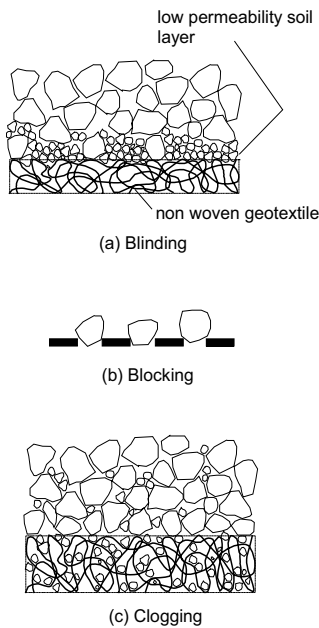 low permeability soil
layer
non woven geotextile
(a) Blinding
(b) Blocking
(c) Clogging